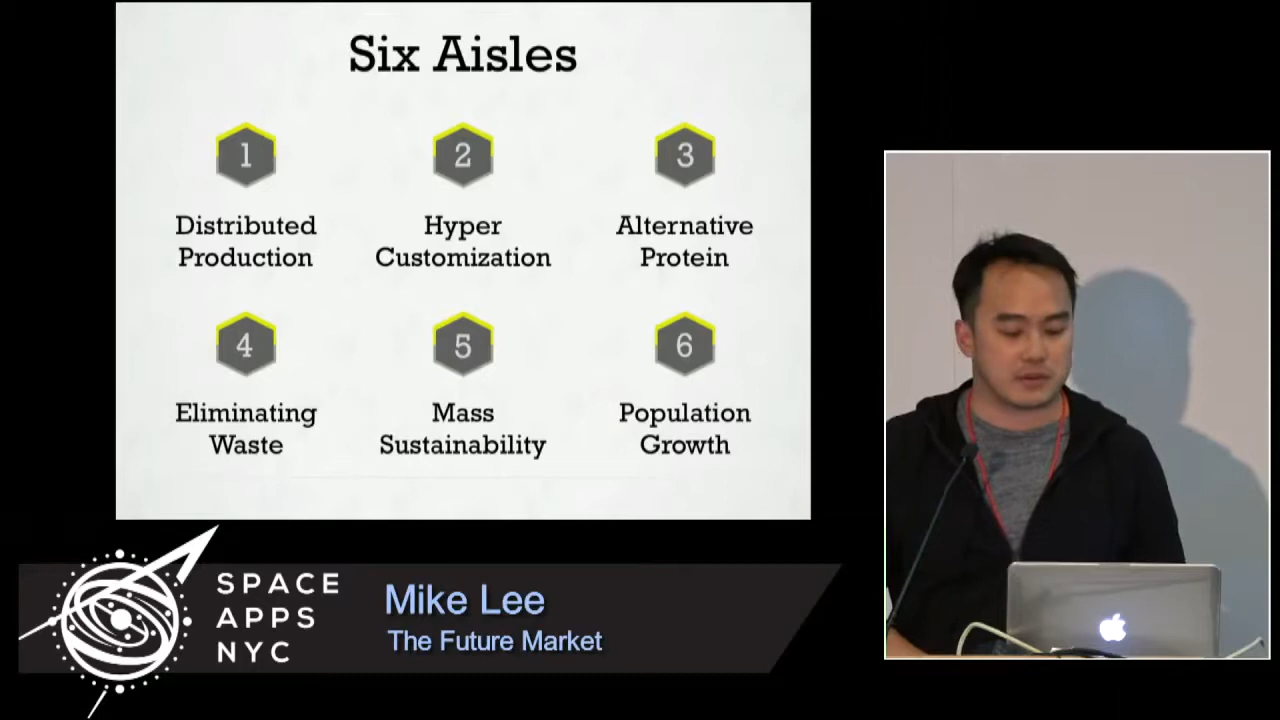 Six Aisles
1
2
3
Distributed
Production
Hyper
Customization
Alternative
Protein
4
5
6
Eliminating
Waste
Mass
Sustainability
Population
Growth
SPACE
APPS
NYC
Mike Lee
The Future Market